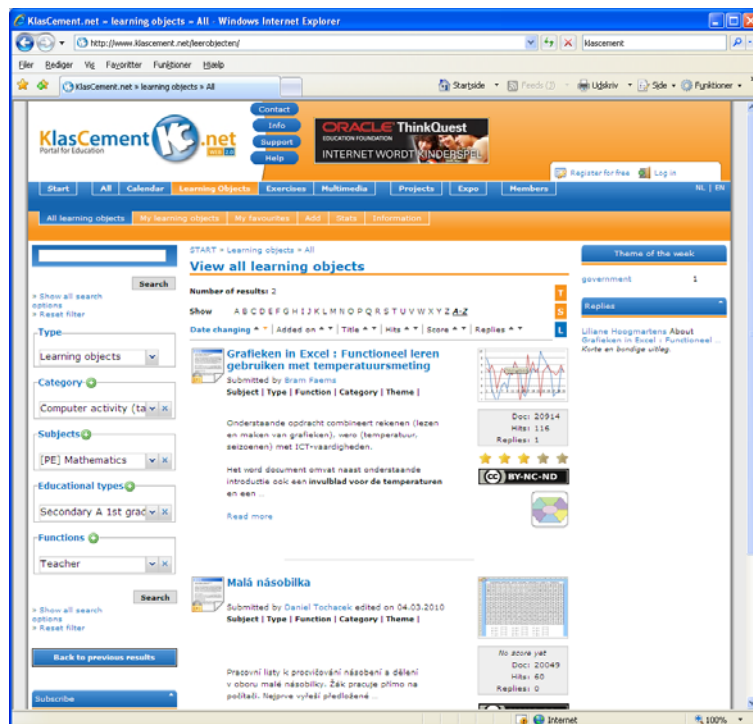 KlasCement.net - learning objects - All - Windows Internet Explorer
http://www.klascement.net/leerobjecten/
klascement
Filer Rediger Vis Favoritter Funktioner Hjælp
KlasCement.net » learning objects » All
Startside Feeds (J) Udskriv Side Funktioner
KlasCement .net
Portal for Education
WEB 2.0
Contact
Info
Support
Help
ORACLE ThinkQuest
EDUCATION FOUNDATION
INTERNET WORDT KINDERSPEL
Register for free Log in
Start All Calendar Learning Objects Exercises Multimedia Projects Expo Members NL | EN
All learning objects My learning objects My favourites Add Stats Information
Search
» Show all search options
» Reset filter
Type
Learning objects
Category
Computer activity (ta
Subjects
[PE] Mathematics
Educational types
Secondary A 1st grad
Functions
Teacher
Search
» Show all search options
» Reset filter
Back to previous results
Subscribe
START » Learning objects » All
View all learning objects
Number of results: 2
Show A B C D E F G H I J K L M N O P Q R S T U V W X Y Z A-Z
Date changing | Added on | Title | Hits | Score | Replies
T
S
L
Grafieken in Excel : Functioneel leren
gebruiken met temperatuursmeting
Submitted by Bram Faems
Subject | Type | Function | Category | Theme |
Onderstaande opdracht combineert rekenen (lezen
en maken van grafieken), wero (temperatuur,
seizoenen) met ICT-vaardigheden.
Het word document omvat naast onderstaande
introductie ook een invulblad voor de temperaturen
en een ...
Read more
Doc: 20914
Hits: 116
Replies: 1
cc BY-NC-ND
Malá násobilka
Submitted by Daniel Tochacek edited on 04.03.2010
Subject | Type | Function | Category | Theme |
Pracovní listy k procvičování násobení a dělení
v oboru malé násobilky. Žák pracuje přímo na
počítači. Nejprve vyřeší předložené ...
No score yet
Doc: 20049
Hits: 60
Replies: 0
Theme of the week
government 1
Replies
Liliane Hoogmartens About
Grafieken in Excel : Functioneel ...
Korte en bondige uitleg.
Internet 100%